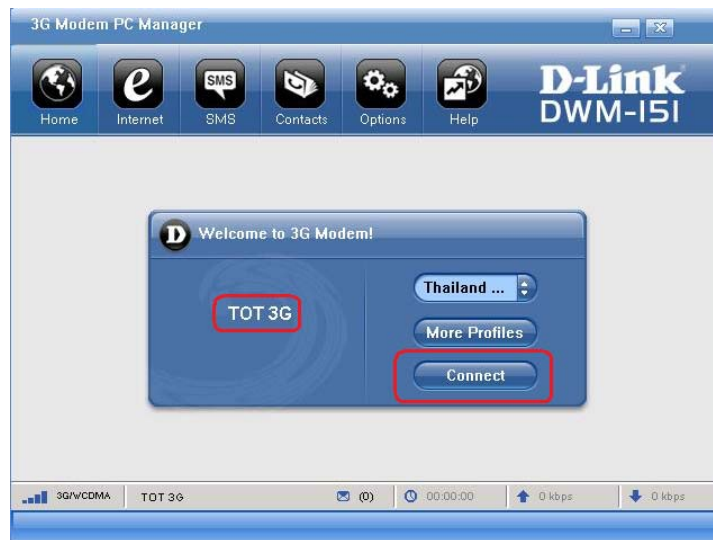 3G Modem PC Manager
Home
Internet
SMS
SMS
Contacts
Options
Help
D-Link
DWM-151
D
Welcome to 3G Modem!
TOT 3G
Thailand ...
More Profiles
Connect
3G/WCDMA
TOT 3G
(0)
00:00:00
0 kbps
0 kbps